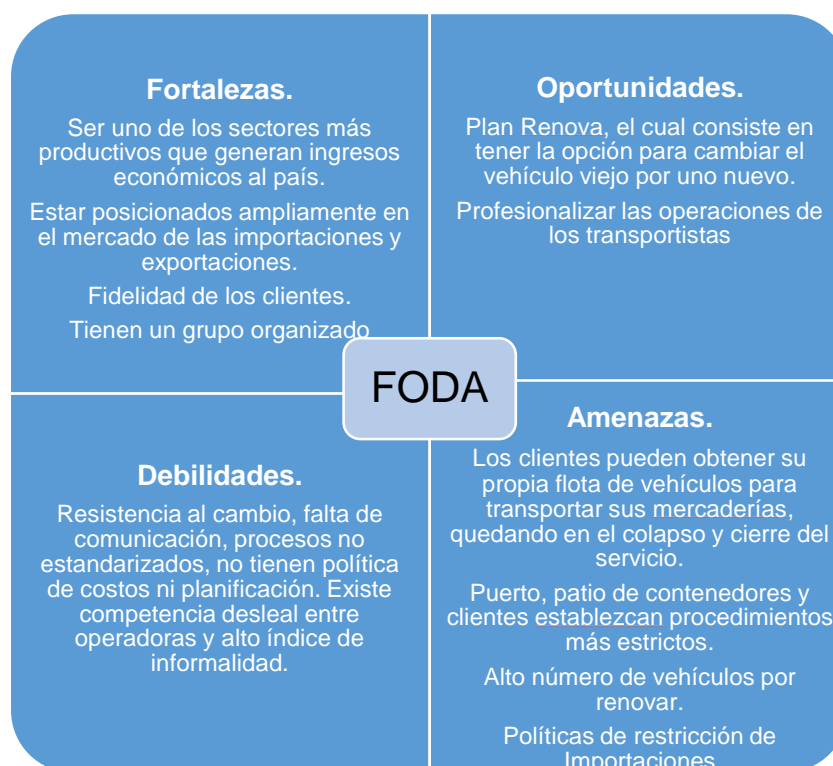 Fortalezas.
Ser uno de los sectores más
productivos que generan ingresos
económicos al país.
Estar posicionados ampliamente en
el mercado de las importaciones y
exportaciones.
Fidelidad de los clientes.
Tienen un grupo organizado
Oportunidades.
Plan Renova, el cual consiste en
tener la opción para cambiar el
vehículo viejo por uno nuevo.
Profesionalizar las operaciones de
los transportistas
FODA
Debilidades.
Resistencia al cambio, falta de
comunicación, procesos no
estandarizados, no tienen política
de costos ni planificación. Existe
competencia desleal entre
operadoras y alto índice de
informalidad.
Amenazas.
Los clientes pueden obtener su
propia flota de vehículos para
transportar sus mercaderías,
quedando en el colapso y cierre del
servicio.
Puerto, patio de contenedores y
clientes establezcan procedimientos
más estrictos.
Alto número de vehículos por
renovar.
Políticas de restricción de
Importaciones